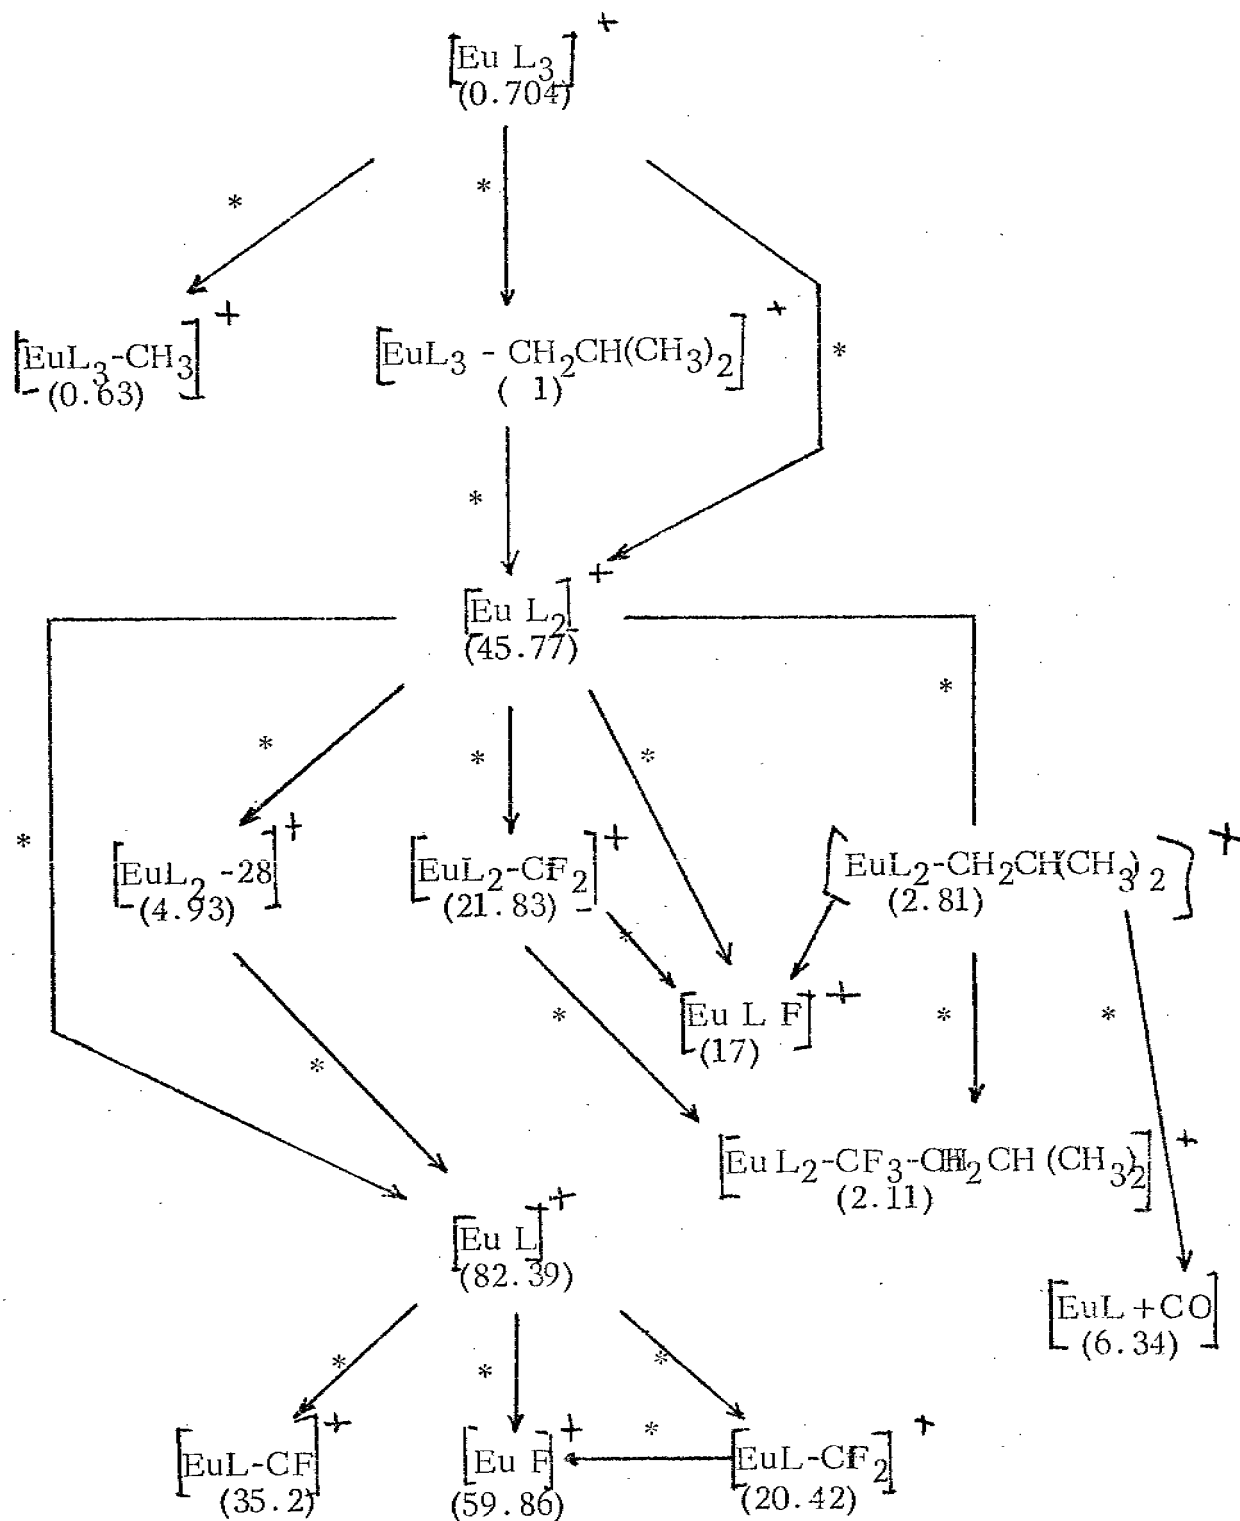 [Eu L3]+
(0.704)
* *
[EuL3-CH3]+ [EuL3 - CH2CH(CH3)2]+ *
(0.63) ( 1)
*
[Eu L2]+
(45.77)
*
* * *
*
[EuL2 -28]+ [EuL2-CF2]+ [EuL2-CH2CH(CH3)2]+
(4.93) (21.83) (2.81)
*
[Eu L F]+
* * *
(17)
*
[Eu L2-CF3-CH2CH (CH3)2]+
(2.11)
[Eu L]+
(82.39)
[EuL +CO]
(6.34)
* * *
*
[EuL-CF]+ [Eu F]+ [EuL-CF2]+
(35.2) (59.86) (20.42)